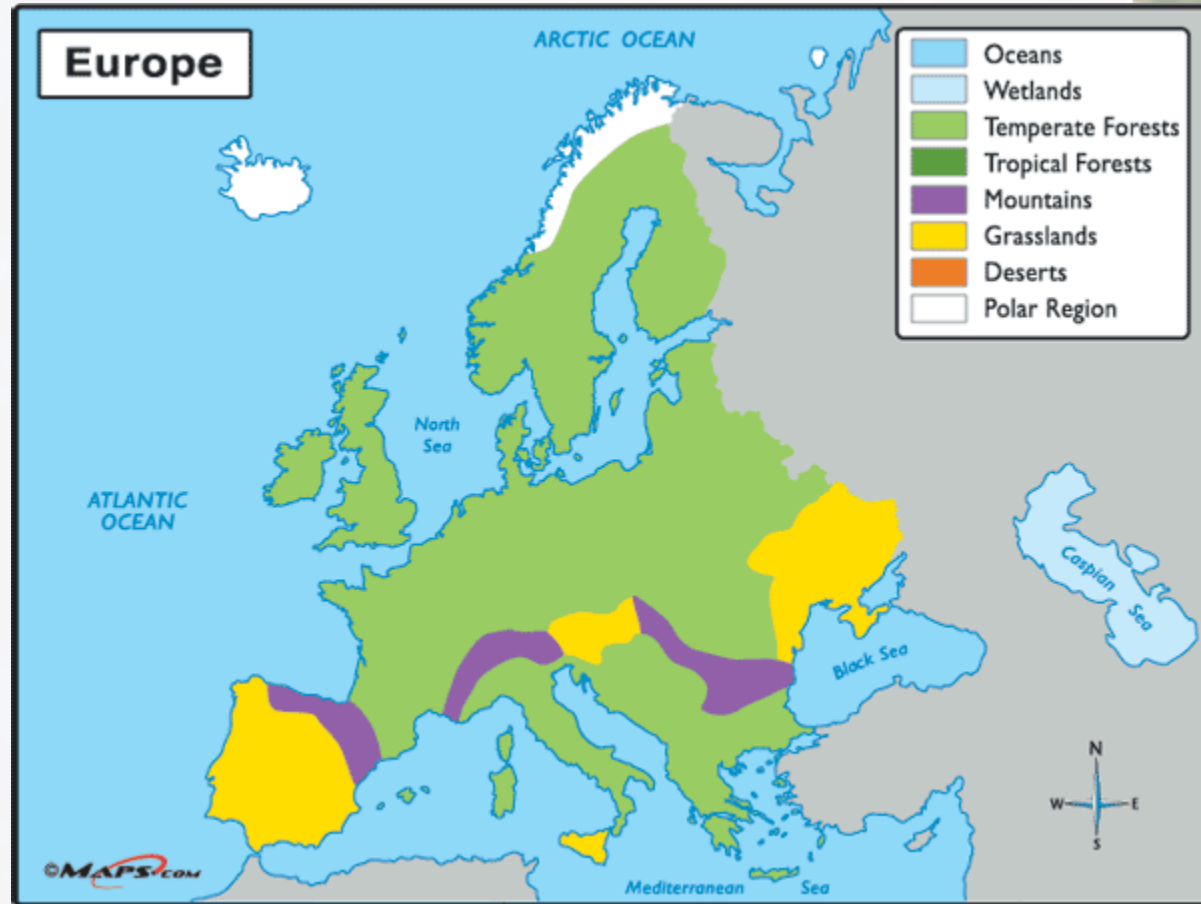 Europe
ARCTIC OCEAN
Oceans
Wetlands
Temperate Forests
Tropical Forests
Mountains
Grasslands
Deserts
Polar Region
North
Sea
ATLANTIC
OCEAN
Caspian
Sea
Black Sea
N
W
E
S
©MAPS.COM
Mediterranean Sea